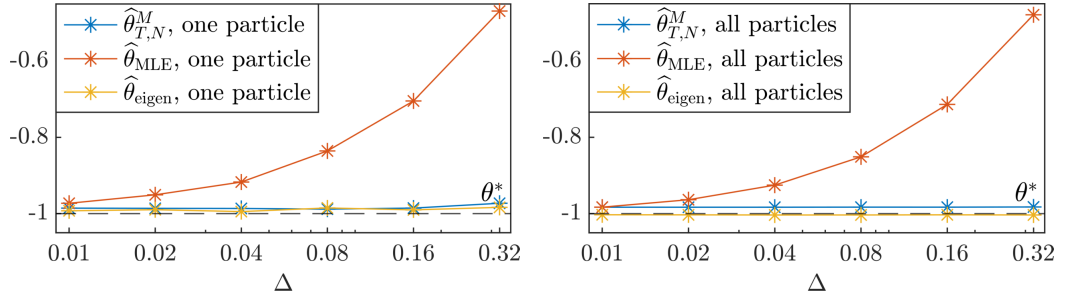 -0.6
-0.8
-1
θ̂^M_{T,N}, one particle
θ̂_MLE, one particle
θ̂_eigen, one particle
θ*
0.01 0.02 0.04 0.08 0.16 0.32
Δ
-0.6
-0.8
-1
θ̂^M_{T,N}, all particles
θ̂_MLE, all particles
θ̂_eigen, all particles
θ*
0.01 0.02 0.04 0.08 0.16 0.32
Δ